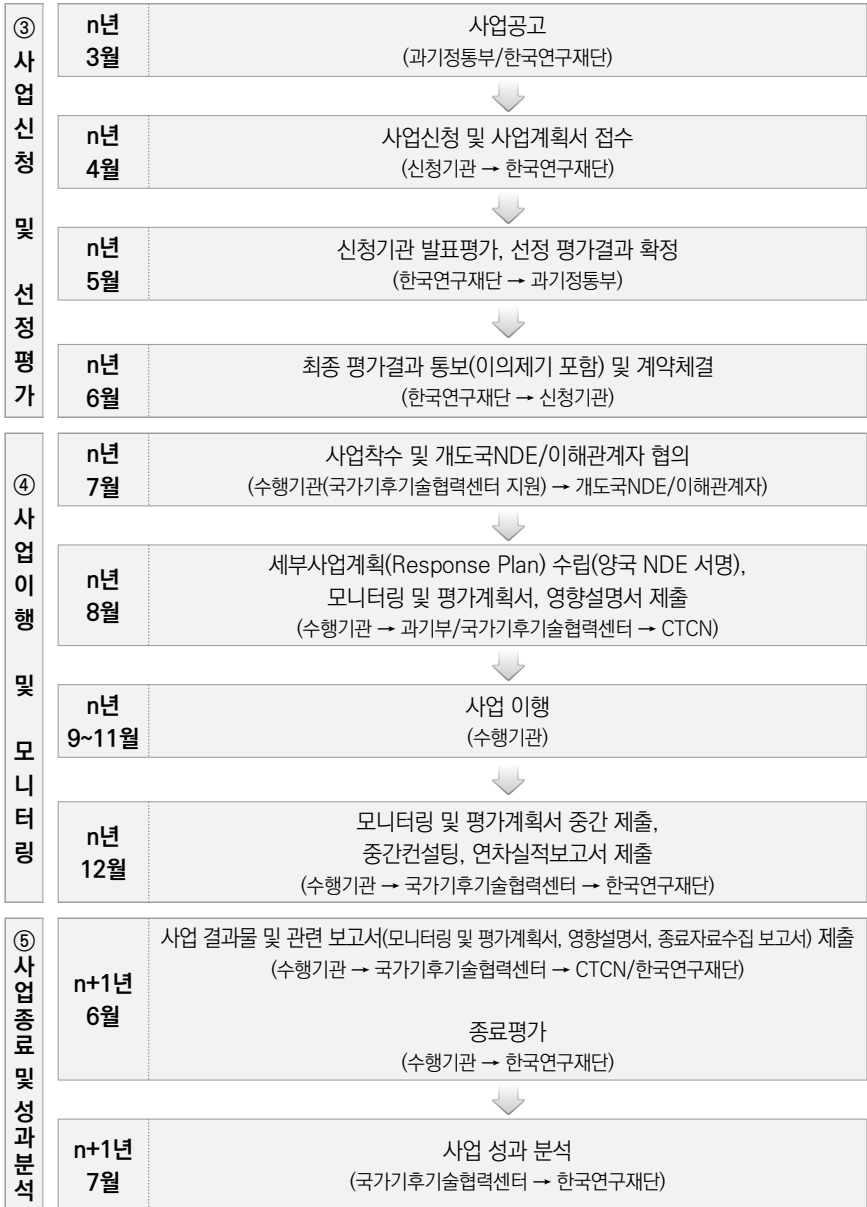 ③ 사업신청 및 선정평가
n년 3월
사업공고
(과기정통부/한국연구재단)
n년 4월
사업신청 및 사업계획서 접수
(신청기관 → 한국연구재단)
n년 5월
신청기관 발표평가, 선정 평가결과 확정
(한국연구재단 → 과기정통부)
n년 6월
최종 평가결과 통보(이의제기 포함) 및 계약체결
(한국연구재단 → 신청기관)
④ 사업이행 및 모니터링
n년 7월
사업착수 및 개도국NDE/이해관계자 협의
(수행기관(국가기후기술협력센터 지원) → 개도국NDE/이해관계자)
n년 8월
세부사업계획(Response Plan) 수립(양국 NDE 서명),
모니터링 및 평가계획서, 영향설명서 제출
(수행기관 → 과기부/국가기후기술협력센터 → CTCN)
n년 9~11월
사업 이행
(수행기관)
n년 12월
모니터링 및 평가계획서 중간 제출,
중간컨설팅, 연차실적보고서 제출
(수행기관 → 국가기후기술협력센터 → 한국연구재단)
⑤ 사업종료 및 성과분석
n+1년 6월
사업 결과물 및 관련 보고서(모니터링 및 평가계획서, 영향설명서, 종료자료수집 보고서) 제출
(수행기관 → 국가기후기술협력센터 → CTCN/한국연구재단)
종료평가
(수행기관 → 한국연구재단)
n+1년 7월
사업 성과 분석
(국가기후기술협력센터 → 한국연구재단)